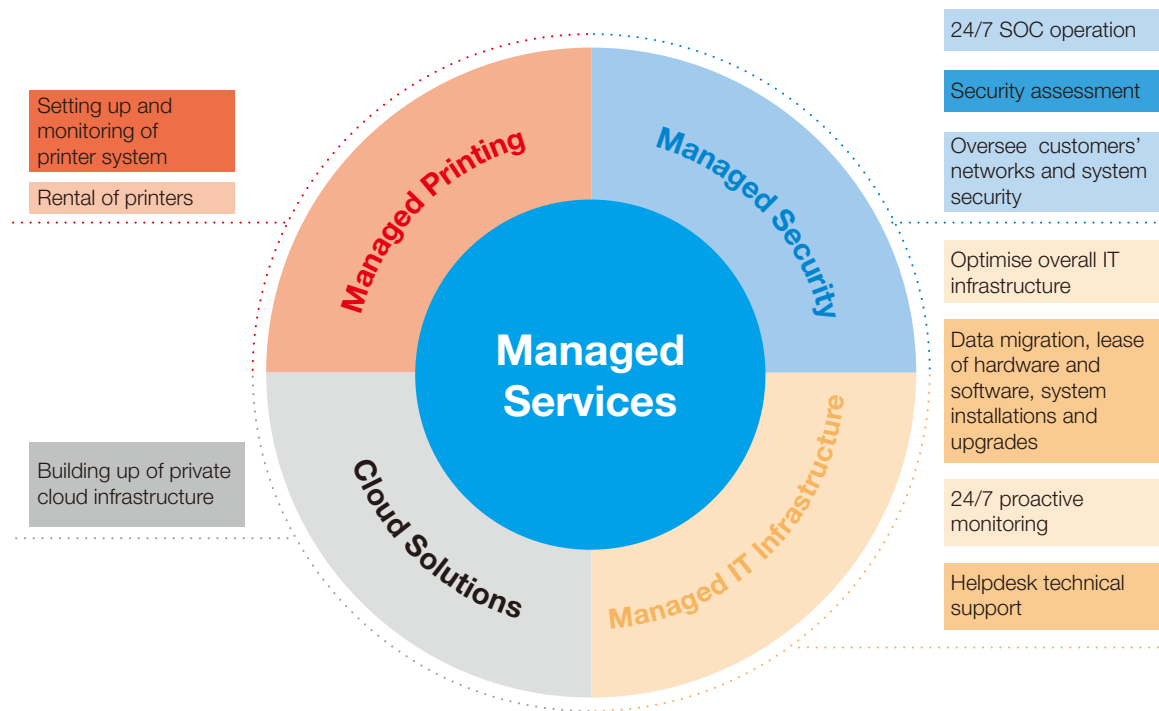 Setting up and
monitoring of
printer system
Rental of printers
Building up of private
cloud infrastructure
Managed Printing
Managed Security
Managed
Services
Cloud Solutions
Managed IT Infrastructure
24/7 SOC operation
Security assessment
Oversee customers’
networks and system
security
Optimise overall IT
infrastructure
Data migration, lease
of hardware and
software, system
installations and
upgrades
24/7 proactive
monitoring
Helpdesk technical
support